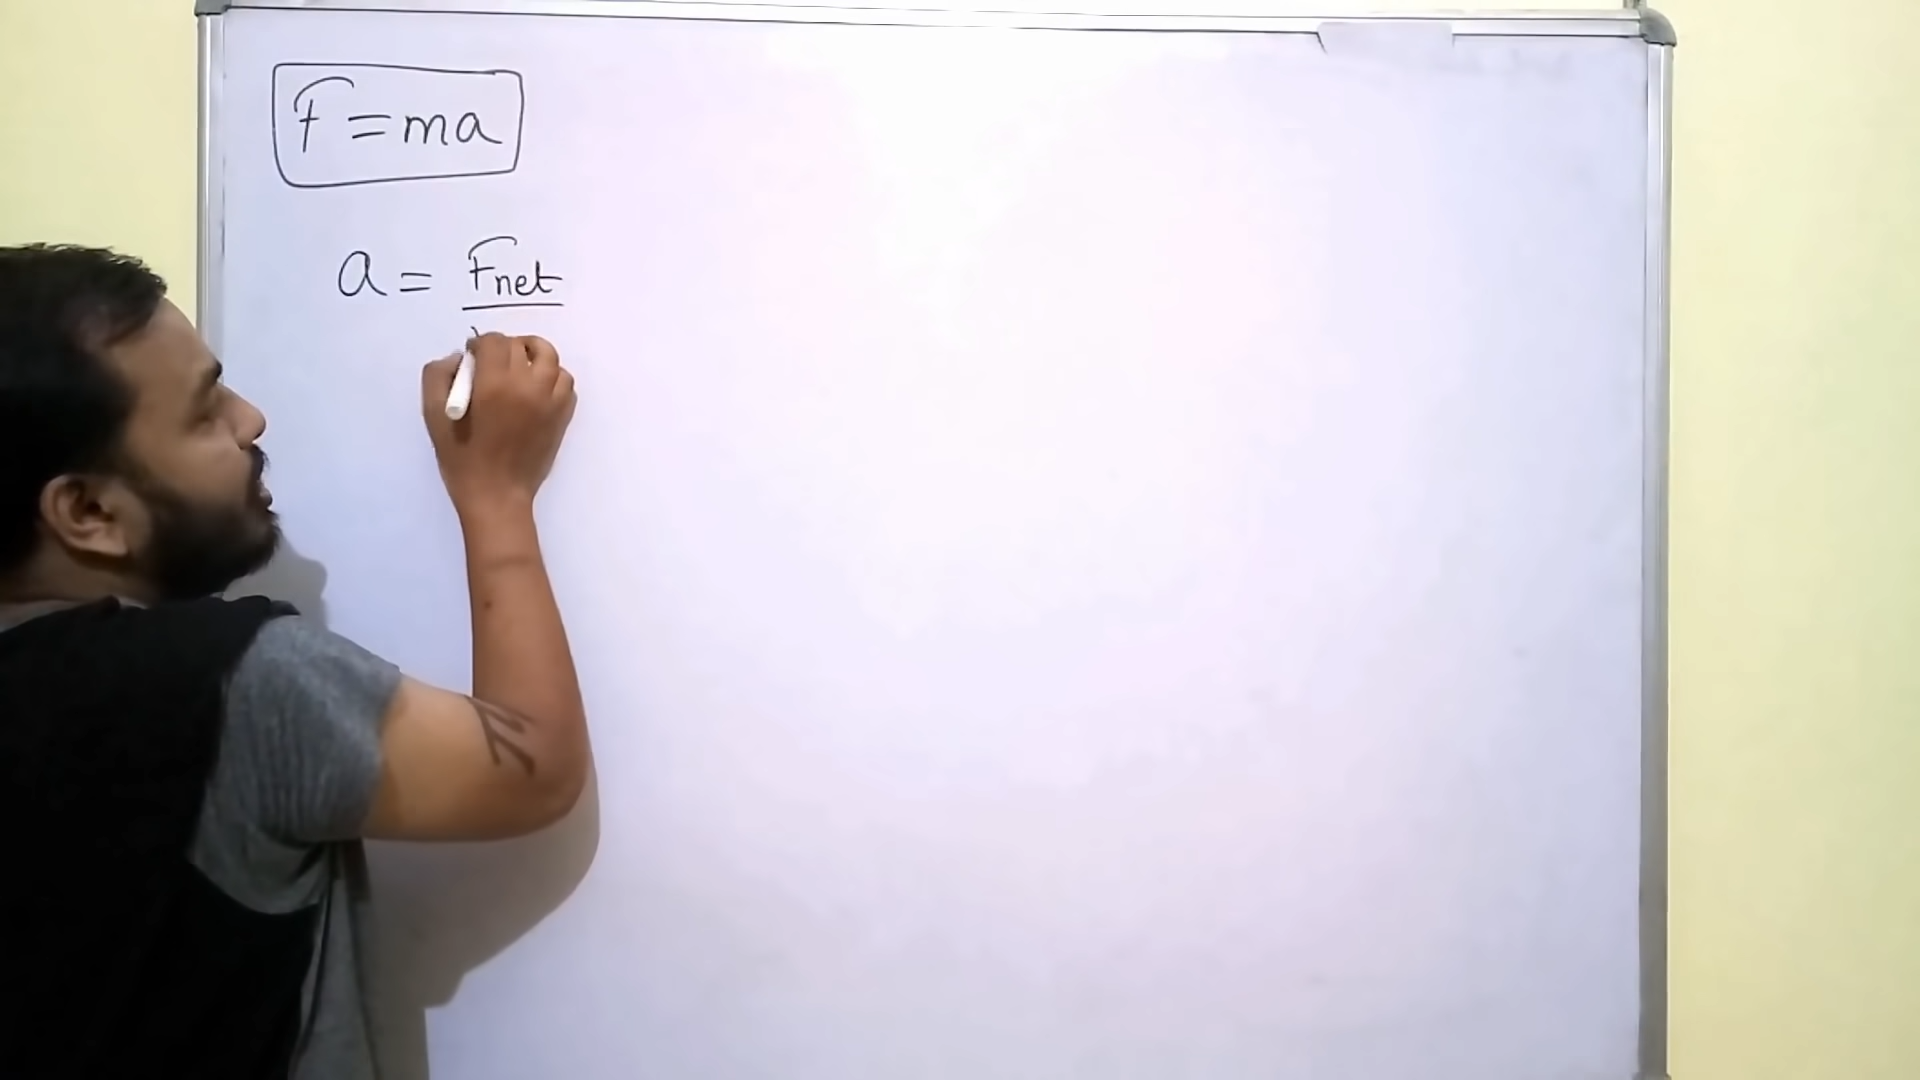 F = ma
a = Fnet